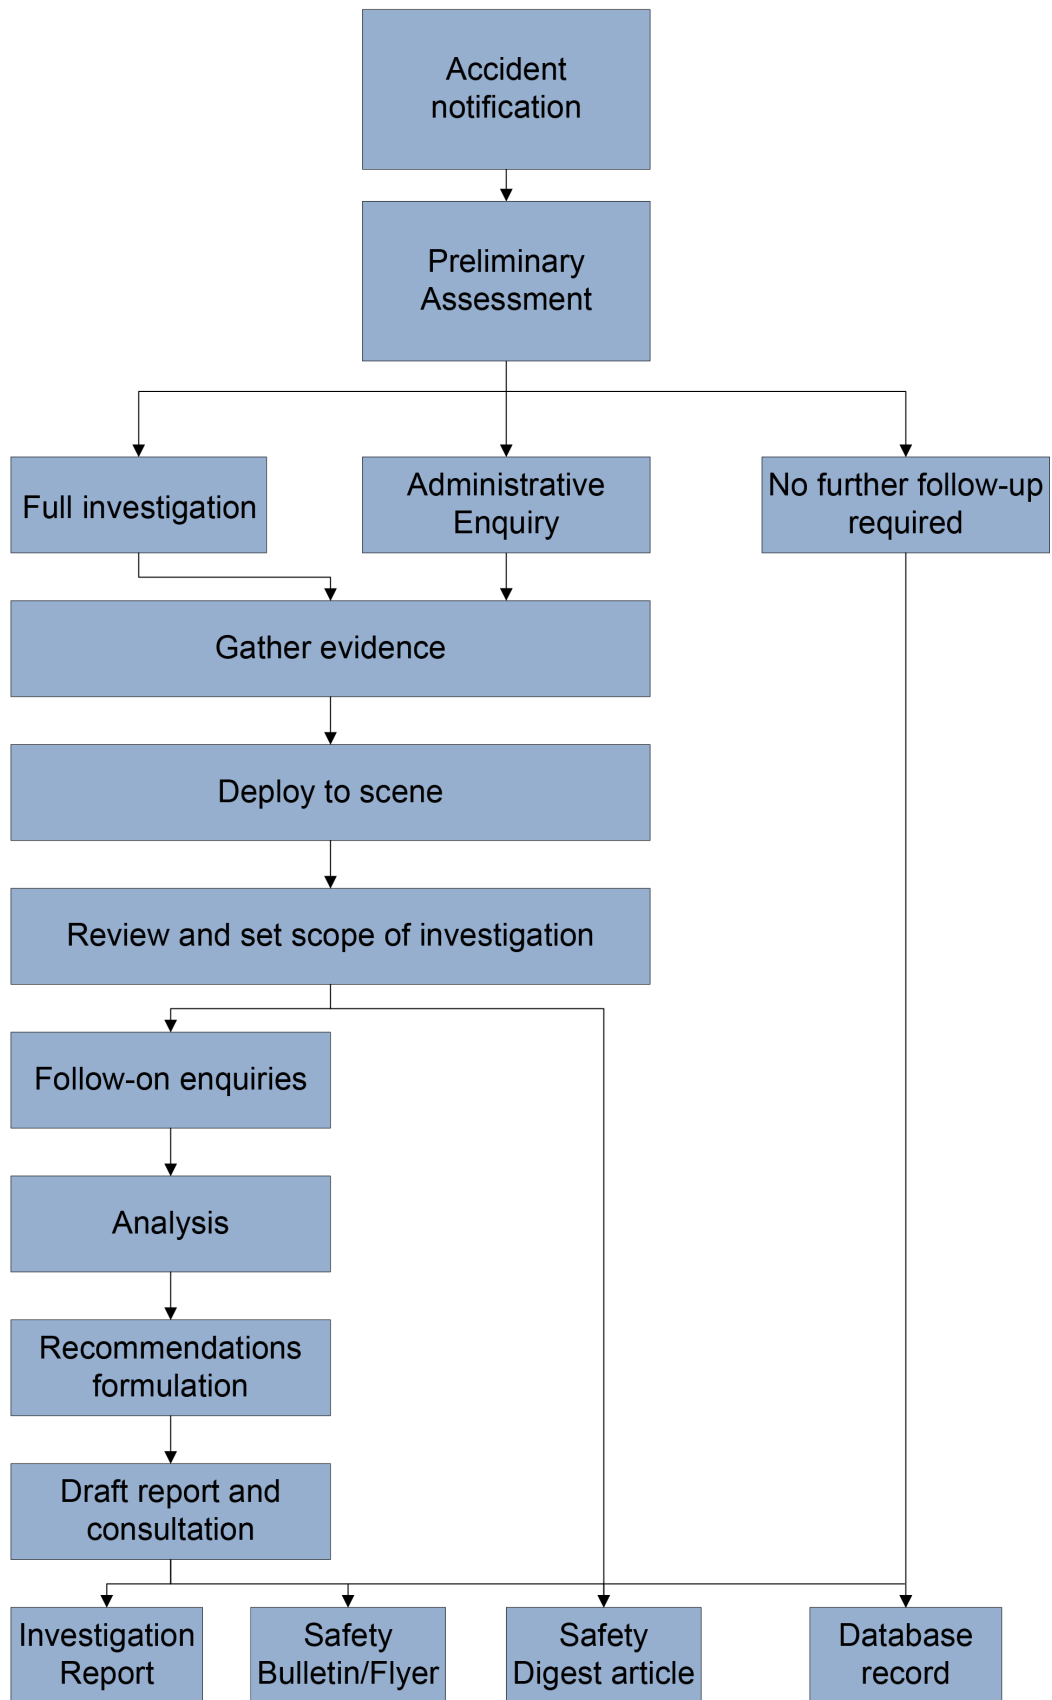 Accident
notification
Preliminary
Assessment
Full investigation
Administrative
Enquiry
No further follow-up
required
Gather evidence
Deploy to scene
Review and set scope of investigation
Follow-on enquiries
Analysis
Recommendations
formulation
Draft report and
consultation
Investigation
Report
Safety
Bulletin/Flyer
Safety
Digest article
Database
record